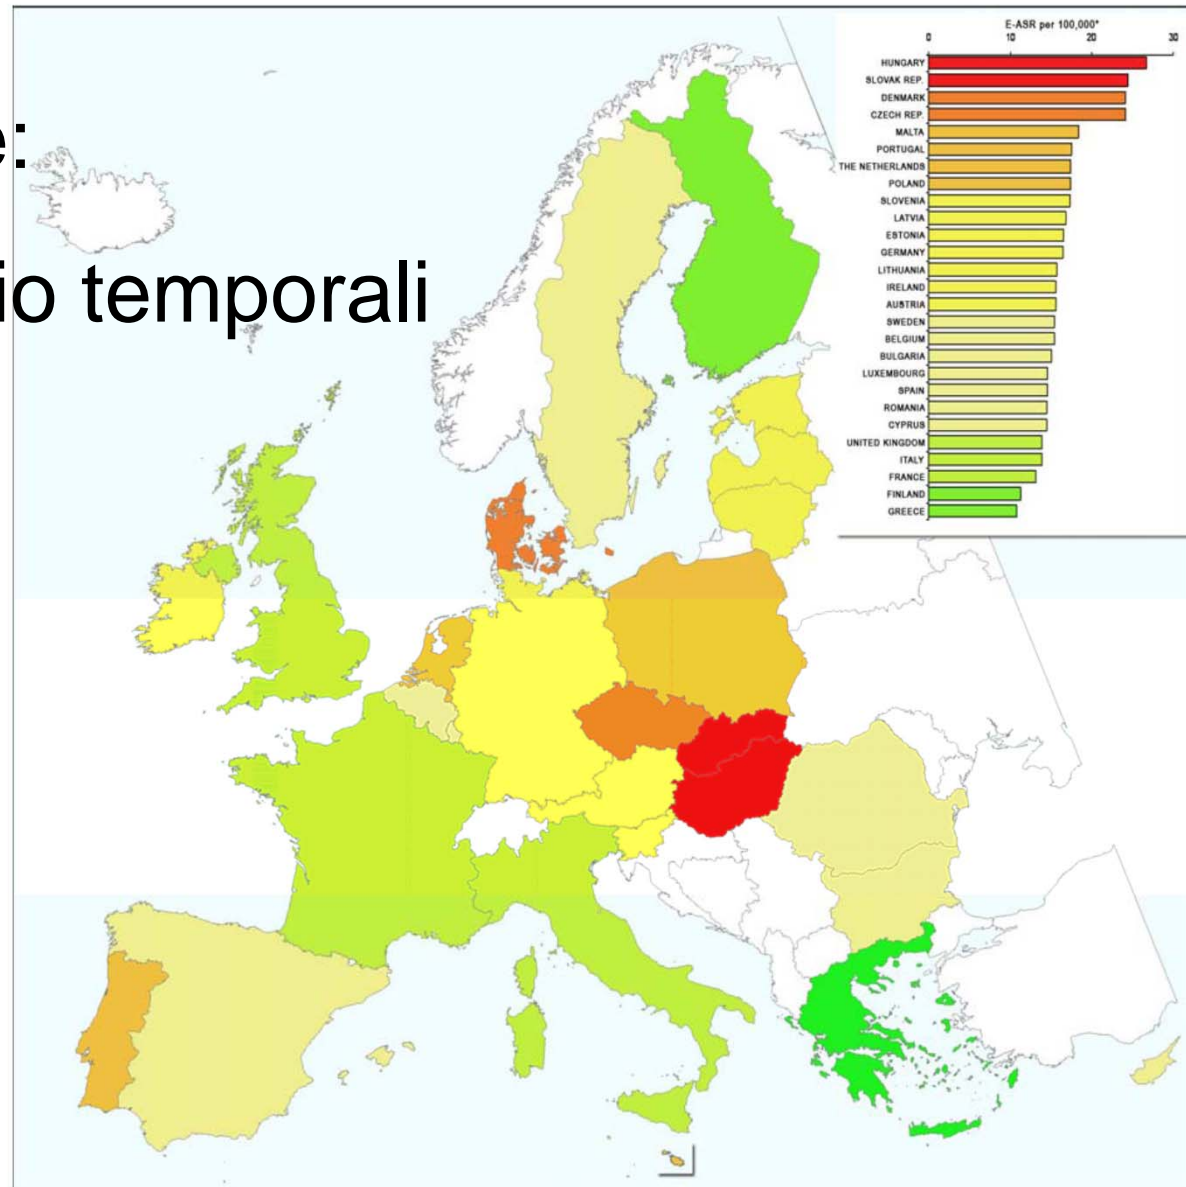 e:
io temporali
E-ASR per 100,000*
0 10 20 30
HUNGARY
SLOVAK REP.
DENMARK
CZECH REP.
MALTA
PORTUGAL
THE NETHERLANDS
POLAND
SLOVENIA
LATVIA
ESTONIA
GERMANY
LITHUANIA
IRELAND
AUSTRIA
SWEDEN
BELGIUM
BULGARIA
LUXEMBOURG
SPAIN
ROMANIA
CYPRUS
UNITED KINGDOM
ITALY
FRANCE
FINLAND
GREECE